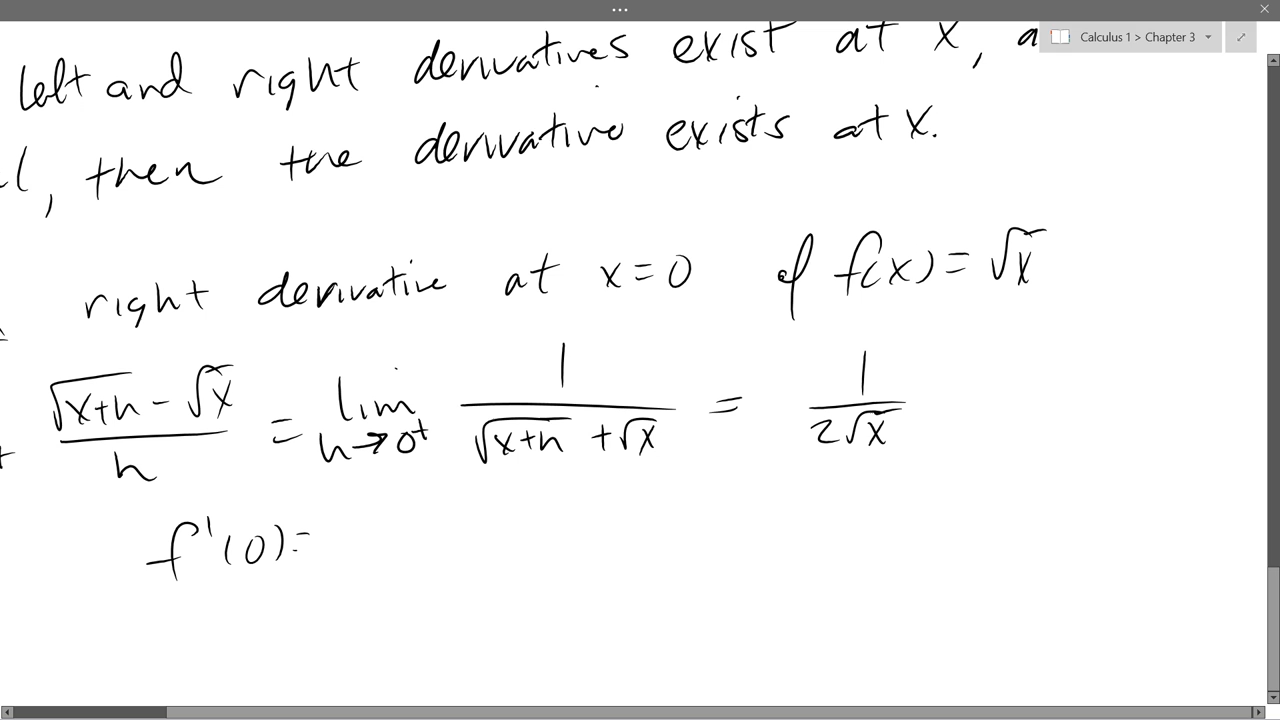 Calculus 1 > Chapter 3
left and right derivatives exist at x, a
l, then the derivative exists at x.
right derivative at x=0 of f(x) = √x
(√(x+h) - √x)/h = lim h→0⁺ 1/(√(x+h) + √x) = 1/(2√x)
f'(0)=